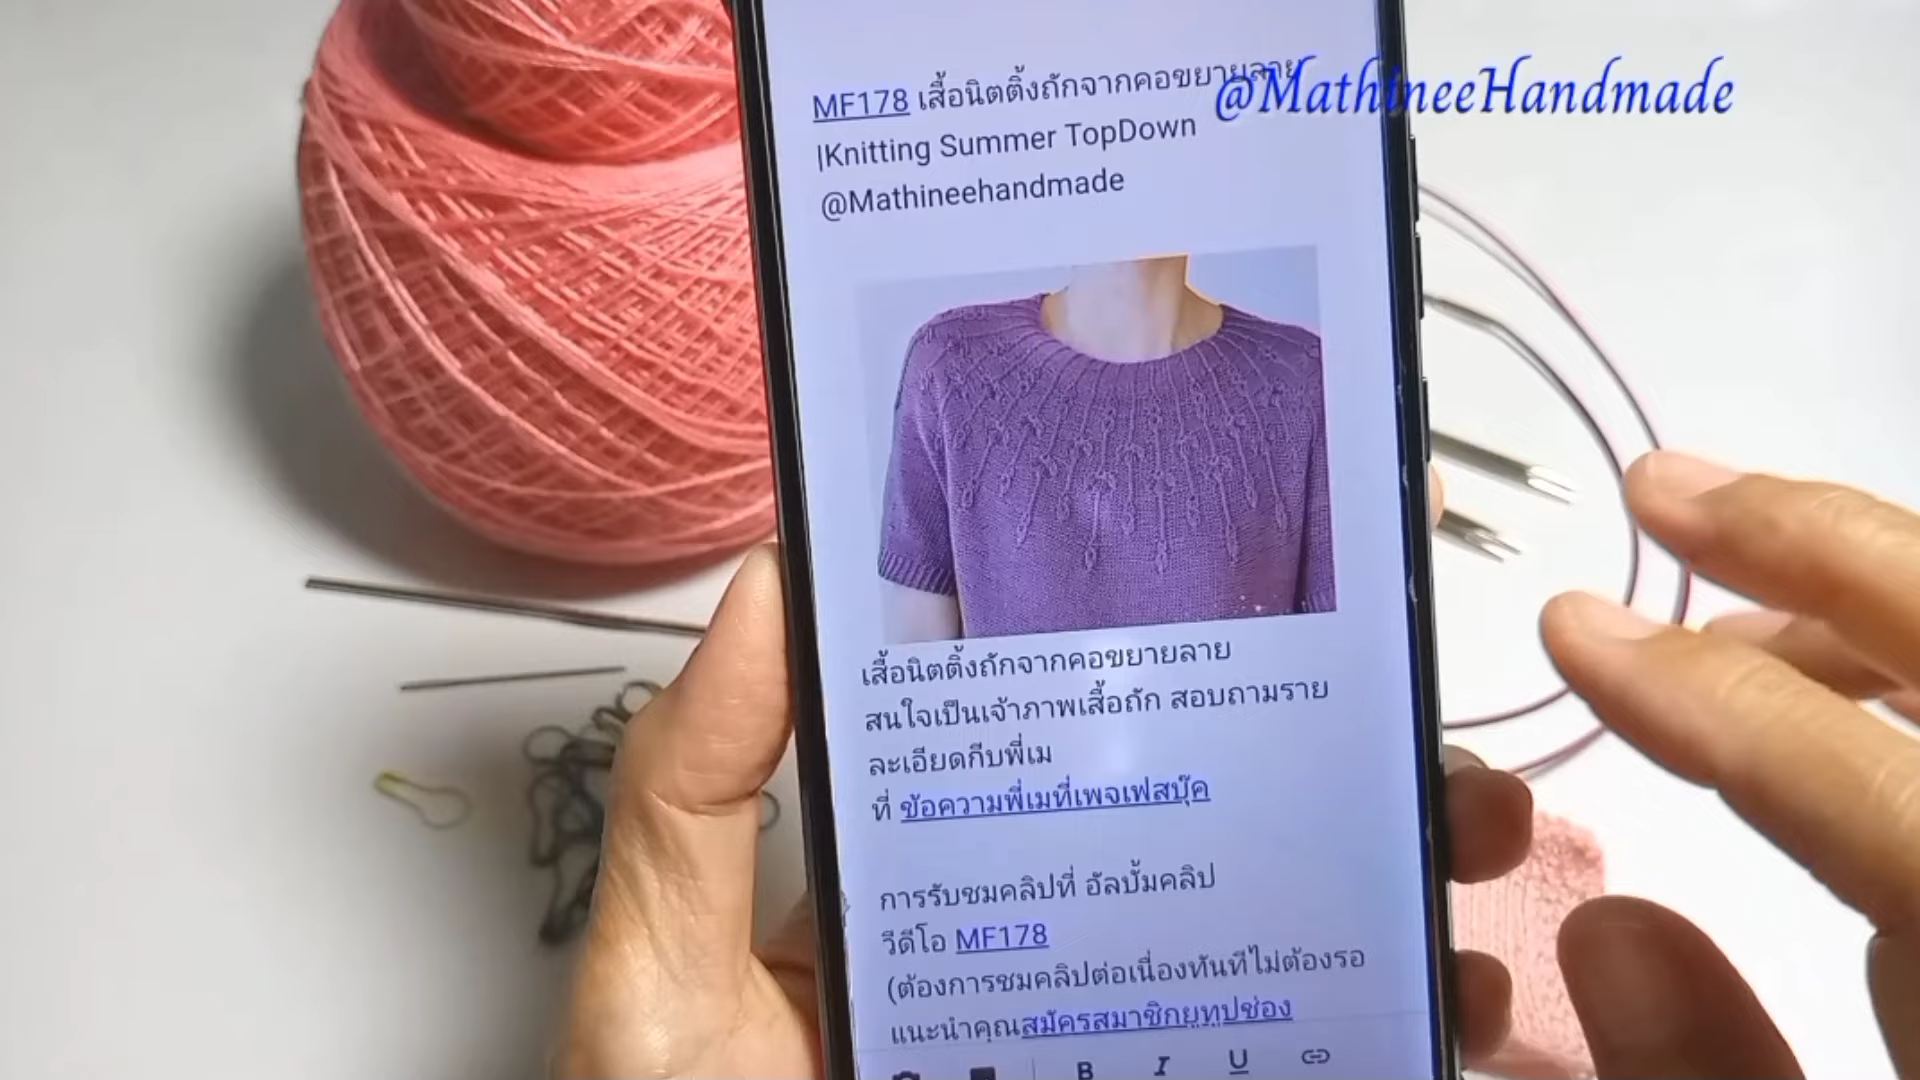 @MathineeHandmade
MF178 เสื้อนิตติ้งถักจากคอขยายลาย
|Knitting Summer TopDown
@Mathineehandmade
เสื้อนิตติ้งถักจากคอขยายลาย
สนใจเป็นเจ้าภาพเสื้อถัก สอบถามราย
ละเอียดกีบพี่เม
ที่ ข้อความพี่เมที่เพจเฟสบุ๊ค
การรับชมคลิปที่ อัลบั้มคลิป
วีดีโอ MF178
(ต้องการชมคลิปต่อเนื่องทันทีไม่ต้องรอ
แนะนำคุณสมัครสมาชิกยูทูปช่อง
B I U